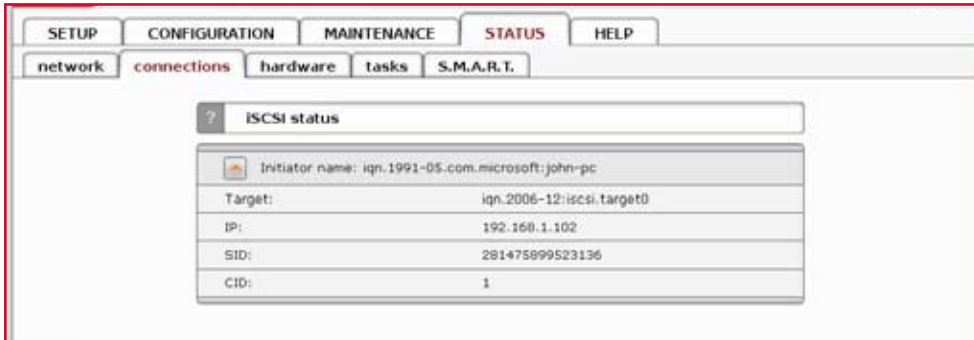 SETUP CONFIGURATION MAINTENANCE STATUS HELP
network connections hardware tasks S.M.A.R.T.
? iSCSI status
Initiator name: iqn.1991-05.com.microsoft:john-pc
Target: iqn.2006-12:iscsi.target0
IP: 192.168.1.102
SID: 281475899523136
CID: 1